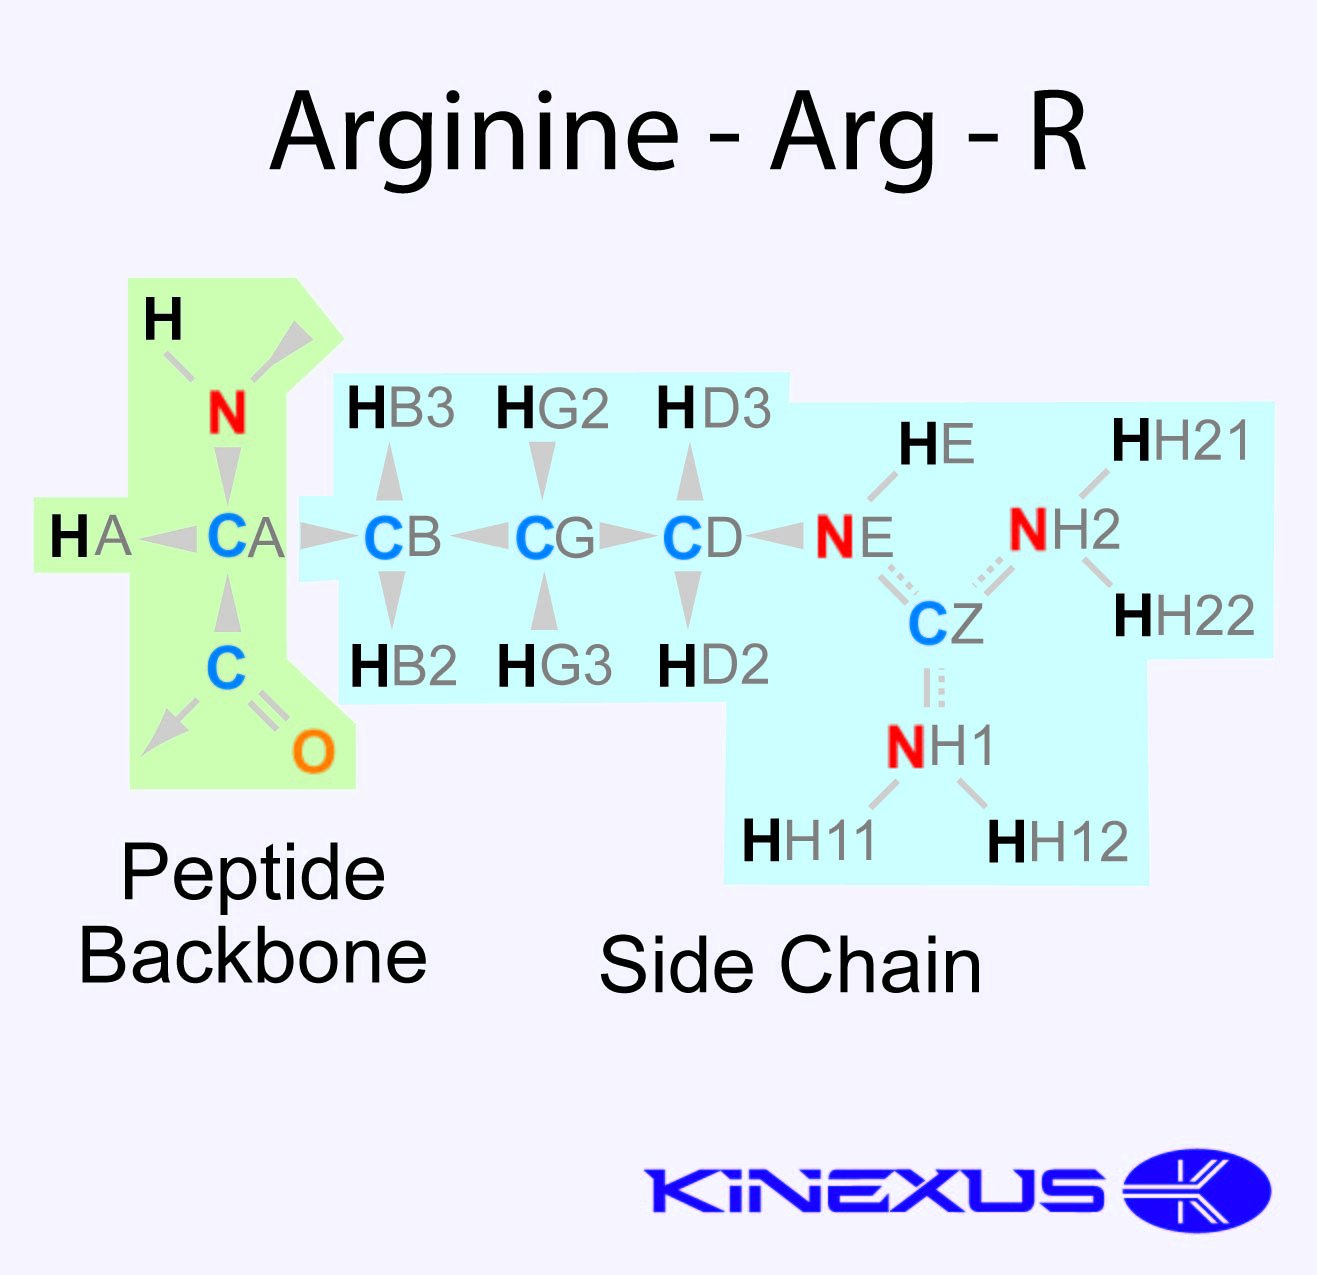 Arginine - Arg - R
H
N
HB3 HG2 HD3
HE HH21
HA CA CB CG CD NE NH2
CZ
HH22
C HB2 HG3 HD2
O NH1
HH11 HH12
Peptide
Backbone
Side Chain
KiNEXUS